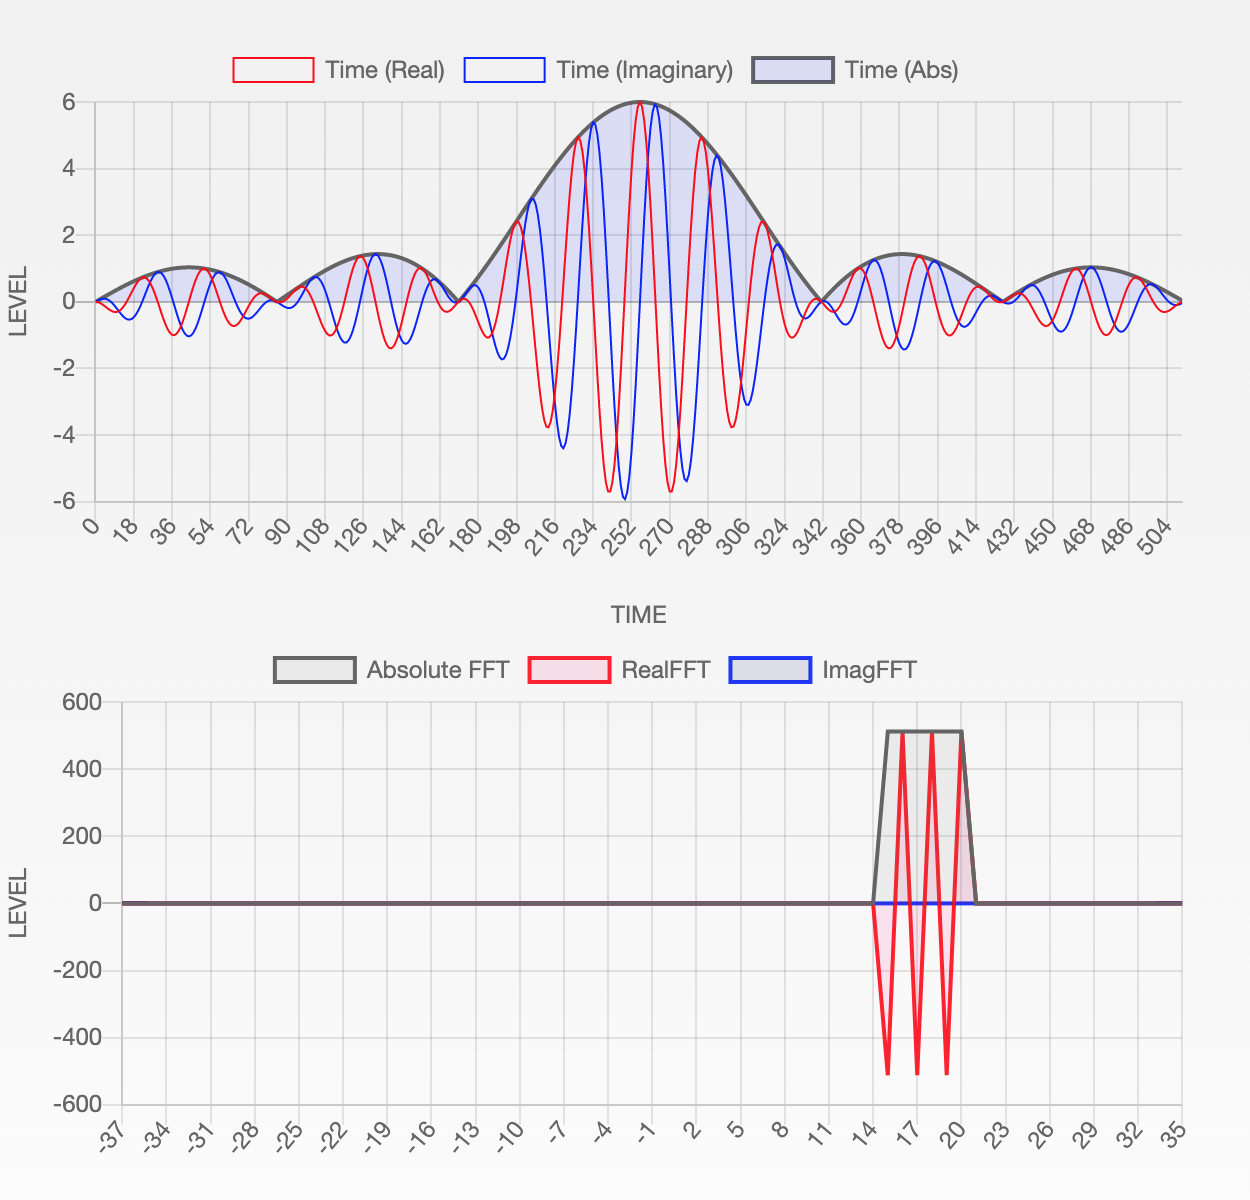 Time (Real) Time (Imaginary) Time (Abs)
6
4
2
0
-2
-4
-6
LEVEL
0 18 36 54 72 90 108 126 144 162 180 198 216 234 252 270 288 306 324 342 360 378 396 414 432 450 468 486 504
TIME
Absolute FFT RealFFT ImagFFT
600
400
200
0
-200
-400
-600
LEVEL
-37 -34 -31 -28 -25 -22 -19 -16 -13 -10 -7 -4 -1 2 5 8 11 14 17 20 23 26 29 32 35